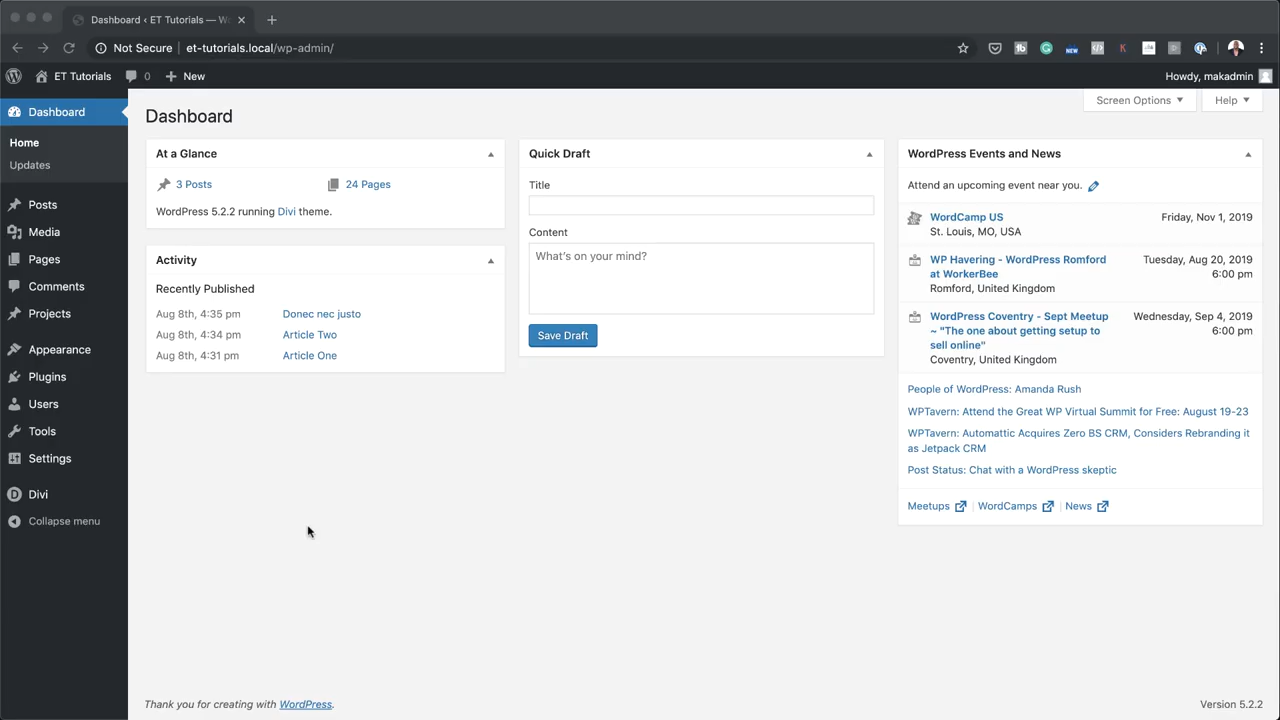 Dashboard ‹ ET Tutorials — W
Not Secure
et-tutorials.local/wp-admin/
NEW
ET Tutorials
0
New
Howdy, makadmin
Dashboard
Home
Updates
Posts
Media
Pages
Comments
Projects
Appearance
Plugins
Users
Tools
Settings
Divi
Collapse menu
Screen Options
Help
Dashboard
At a Glance
3 Posts
24 Pages
WordPress 5.2.2 running Divi theme.
Activity
Recently Published
Aug 8th, 4:35 pm Donec nec justo
Aug 8th, 4:34 pm Article Two
Aug 8th, 4:31 pm Article One
Quick Draft
Title
Content
What's on your mind?
Save Draft
WordPress Events and News
Attend an upcoming event near you.
WordCamp US Friday, Nov 1, 2019
St. Louis, MO, USA
WP Havering - WordPress Romford Tuesday, Aug 20, 2019
at WorkerBee 6:00 pm
Romford, United Kingdom
WordPress Coventry - Sept Meetup Wednesday, Sep 4, 2019
~ "The one about getting setup to 6:00 pm
sell online"
Coventry, United Kingdom
People of WordPress: Amanda Rush
WPTavern: Attend the Great WP Virtual Summit for Free: August 19-23
WPTavern: Automattic Acquires Zero BS CRM, Considers Rebranding it
as Jetpack CRM
Post Status: Chat with a WordPress skeptic
Meetups | WordCamps | News
Thank you for creating with WordPress.
Version 5.2.2